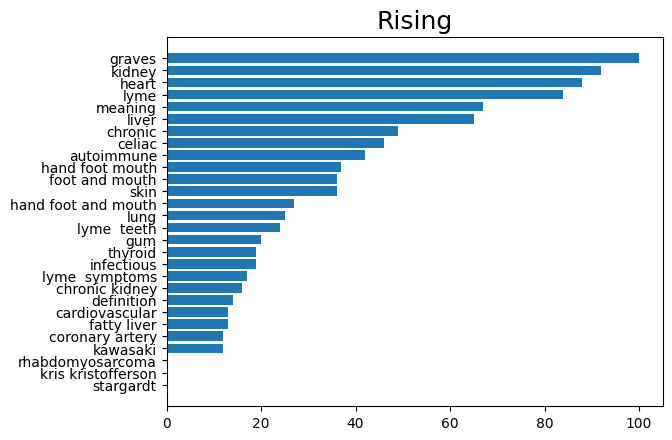 Rising
graves
kidney
heart
lyme
meaning
liver
chronic
celiac
autoimmune
hand foot mouth
foot and mouth
skin
hand foot and mouth
lung
lyme  teeth
gum
thyroid
infectious
lyme  symptoms
chronic kidney
definition
cardiovascular
fatty liver
coronary artery
kawasaki
rhabdomyosarcoma
kris kristofferson
stargardt
0 20 40 60 80 100